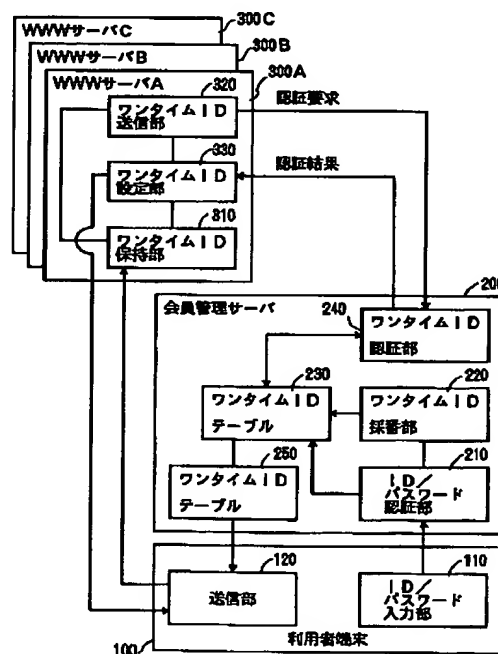 300C
WWWサーバC
300B
WWWサーバB
300A
WWWサーバA
320
ワンタイムID
送信部
認証要求
330
ワンタイムID
設定部
認証結果
310
ワンタイムID
保持部
200
会員管理サーバ
240
ワンタイムID
認証部
230
ワンタイムID
テーブル
220
ワンタイムID
採番部
250
ワンタイムID
テーブル
210
ID/
パスワード
認証部
120
送信部
110
ID/
パスワード
入力部
100
利用者端末